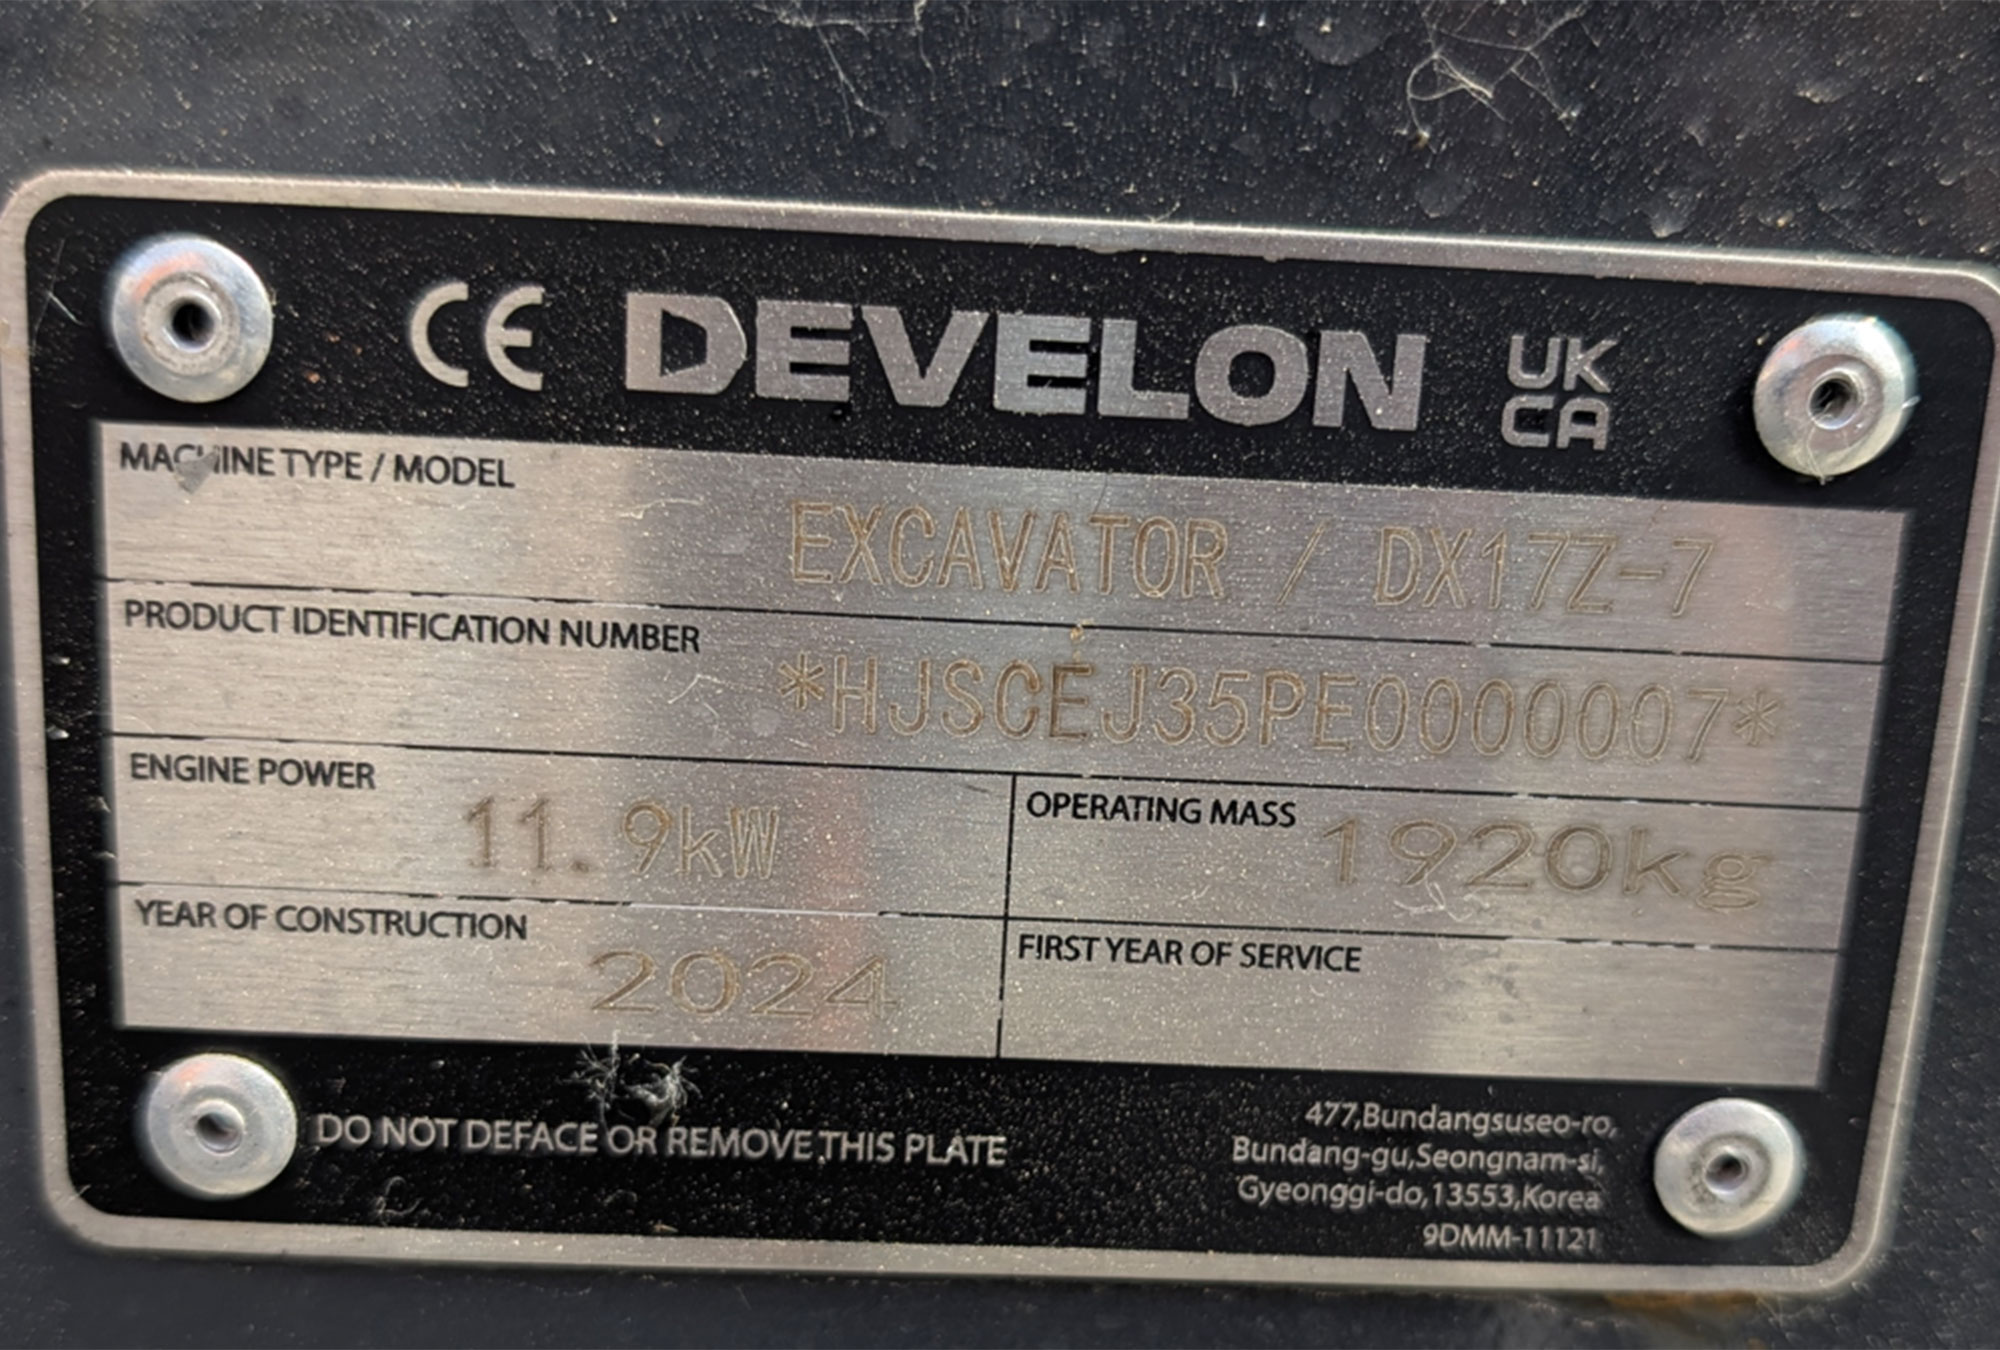 CE DEVELON UK CA
MACHINE TYPE / MODEL
EXCAVATOR / DX17Z-7
PRODUCT IDENTIFICATION NUMBER
*HJSCEJ35PE0000007*
ENGINE POWER
11.9kW
OPERATING MASS
1920kg
YEAR OF CONSTRUCTION
2024
FIRST YEAR OF SERVICE
DO NOT DEFACE OR REMOVE THIS PLATE
477,Bundangsuseo-ro,
Bundang-gu,Seongnam-si,
Gyeonggi-do,13553,Korea
9DMM-11121